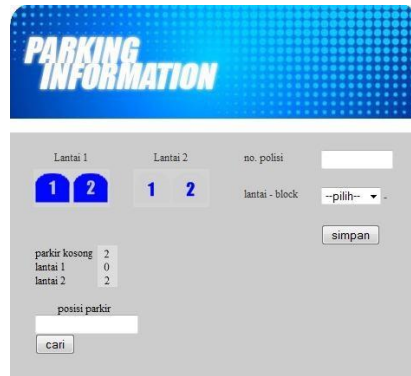 PARKING
INFORMATION
Lantai 1
Lantai 2
1 2
1 2
no. polisi
lantai - block
--pilih-- -
simpan
parkir kosong 2
lantai 1 0
lantai 2 2
posisi parkir
cari